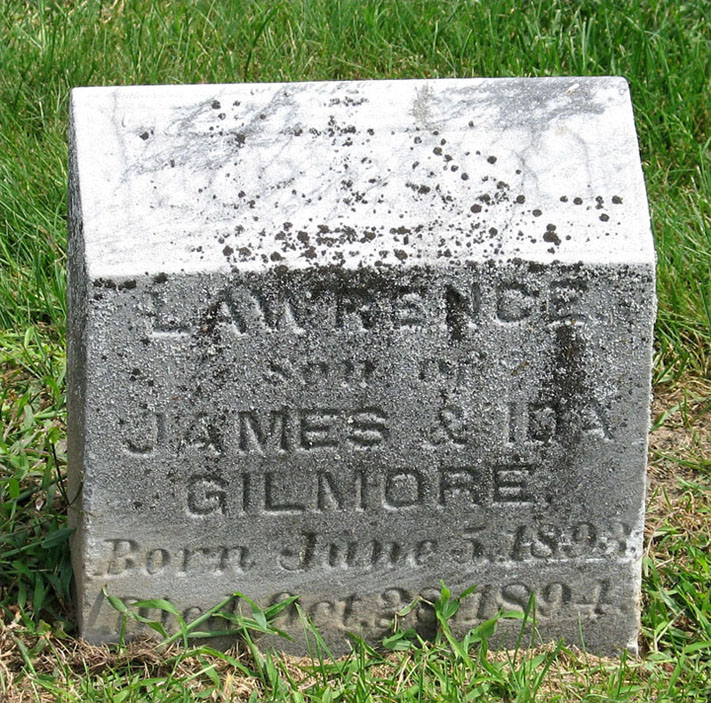 LAWRENCE.
Son of
JAMES & IDA
GILMORE.
Born June 5, 1893.
Died Oct. 28, 1894.